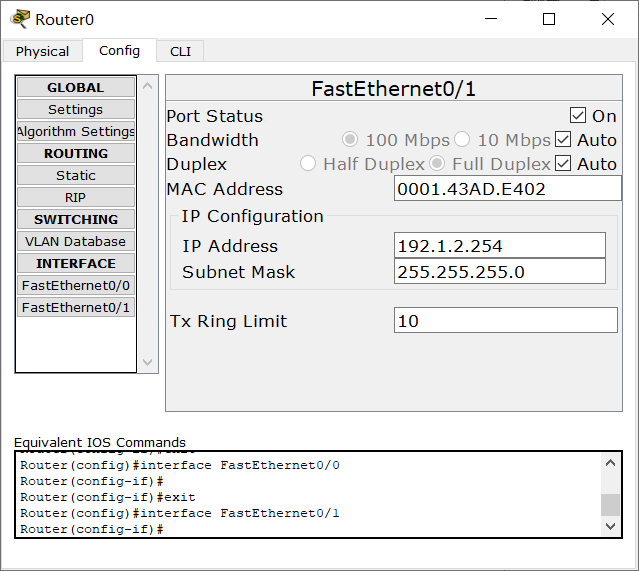 Router0
Physical Config CLI
GLOBAL
Settings
Algorithm Settings
ROUTING
Static
RIP
SWITCHING
VLAN Database
INTERFACE
FastEthernet0/0
FastEthernet0/1
FastEthernet0/1
Port Status On
Bandwidth 100 Mbps 10 Mbps Auto
Duplex Half Duplex Full Duplex Auto
MAC Address 0001.43AD.E402
IP Configuration
IP Address 192.1.2.254
Subnet Mask 255.255.255.0
Tx Ring Limit 10
Equivalent IOS Commands
Router(config-if)#exit
Router(config)#interface FastEthernet0/0
Router(config-if)#
Router(config-if)#exit
Router(config)#interface FastEthernet0/1
Router(config-if)#